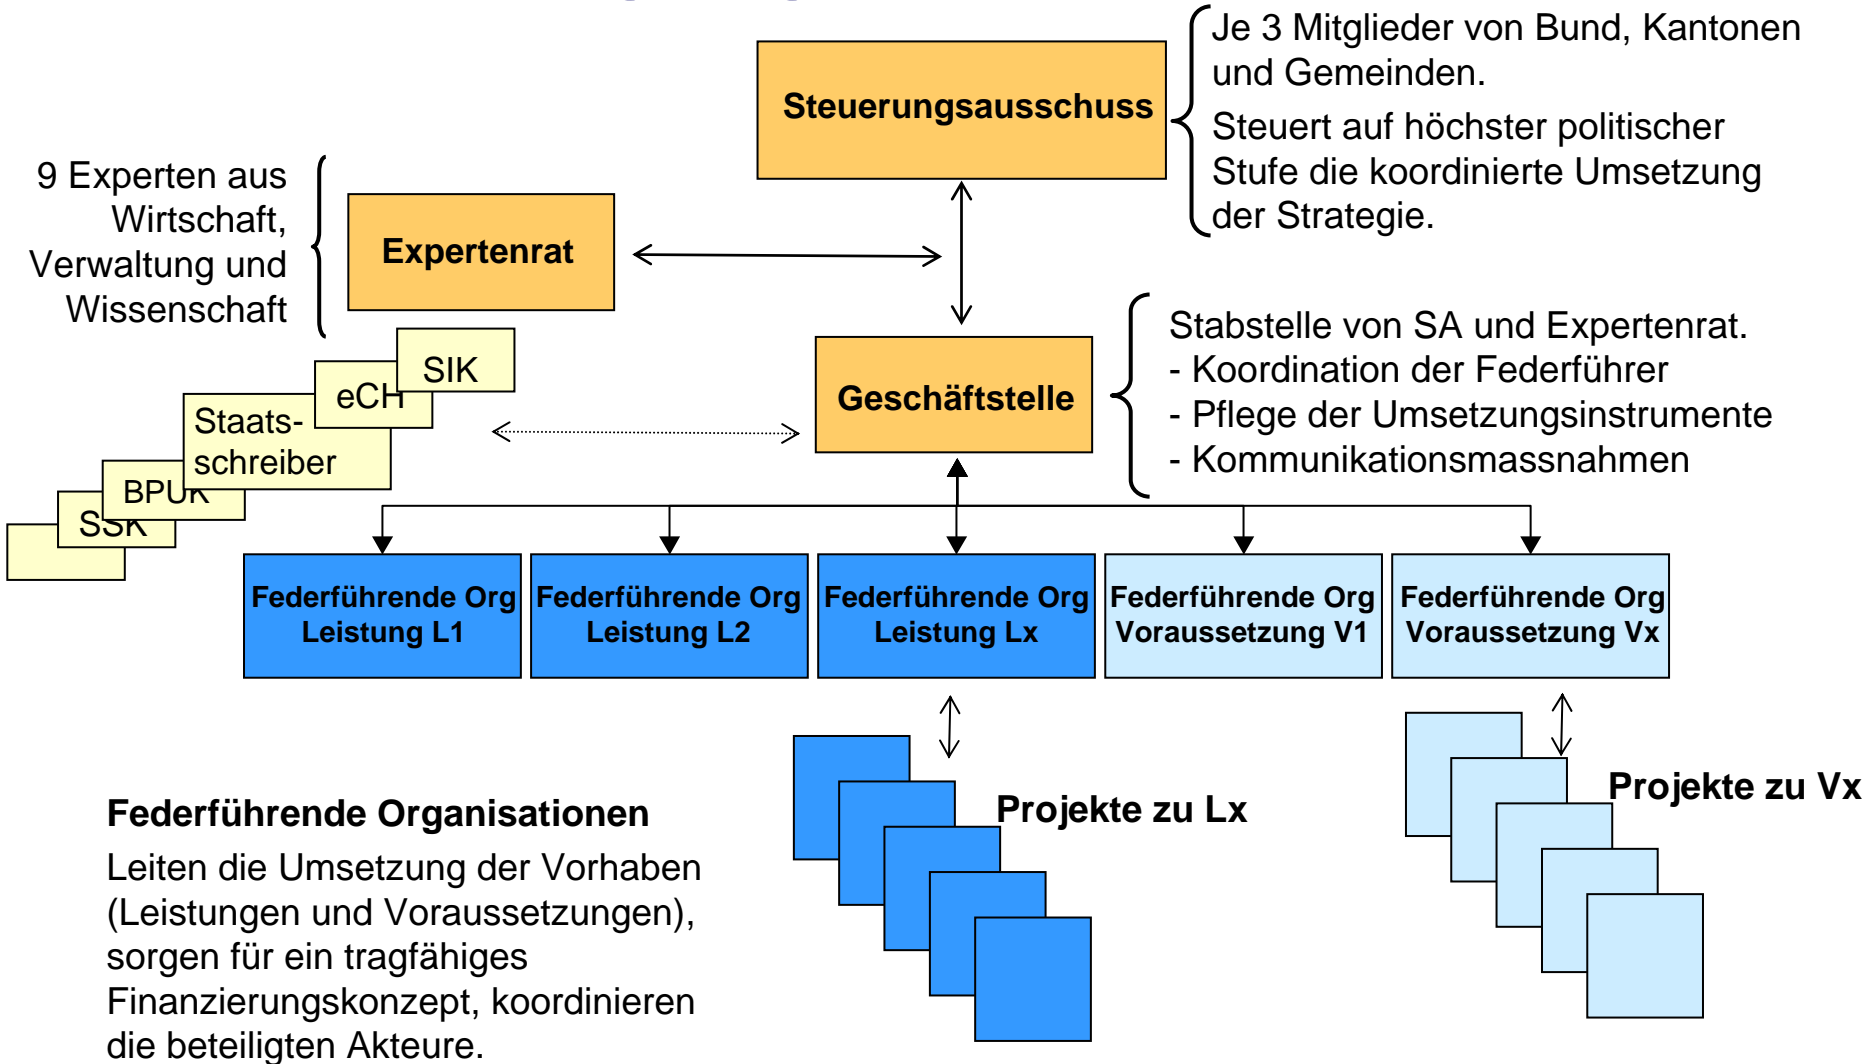 Je 3 Mitglieder von Bund, Kantonen
und Gemeinden.
Steuert auf höchster politischer
Stufe die koordinierte Umsetzung
der Strategie.
Steuerungsausschuss
9 Experten aus
Wirtschaft,
Verwaltung und
Wissenschaft
Expertenrat
Stabstelle von SA und Expertenrat.
- Koordination der Federführer
- Pflege der Umsetzungsinstrumente
- Kommunikationsmassnahmen
Geschäftstelle
SIK
eCH
Staats-
schreiber
BPUK
SSK
Federführende Org
Leistung L1
Federführende Org
Leistung L2
Federführende Org
Leistung Lx
Federführende Org
Voraussetzung V1
Federführende Org
Voraussetzung Vx
Projekte zu Lx
Projekte zu Vx
Federführende Organisationen
Leiten die Umsetzung der Vorhaben
(Leistungen und Voraussetzungen),
sorgen für ein tragfähiges
Finanzierungskonzept, koordinieren
die beteiligten Akteure.